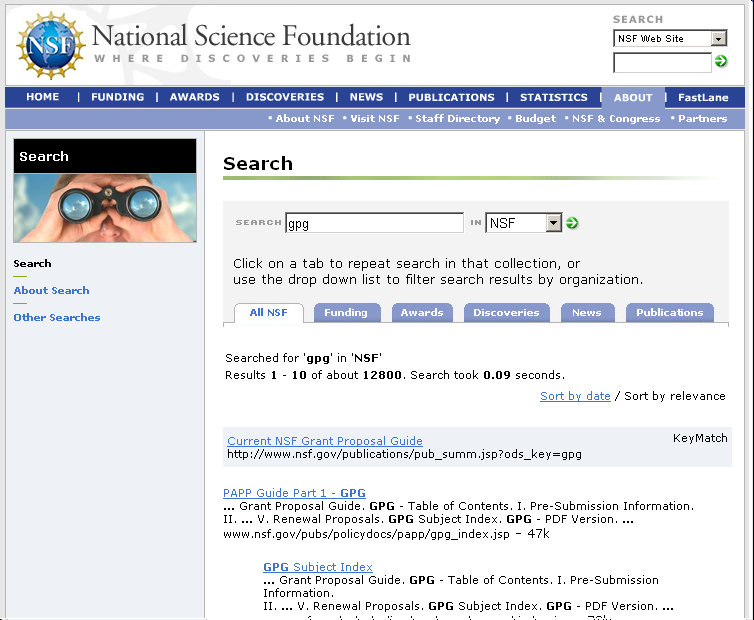 NSF
National Science Foundation
WHERE DISCOVERIES BEGIN
SEARCH
NSF Web Site
HOME | FUNDING | AWARDS | DISCOVERIES | NEWS | PUBLICATIONS | STATISTICS | ABOUT | FastLane
• About NSF • Visit NSF • Staff Directory • Budget • NSF & Congress • Partners
Search
Search
About Search
Other Searches
Search
SEARCH gpg IN NSF
Click on a tab to repeat search in that collection, or
use the drop down list to filter search results by organization.
All NSF Funding Awards Discoveries News Publications
Searched for 'gpg' in 'NSF'
Results 1 - 10 of about 12800. Search took 0.09 seconds.
Sort by date / Sort by relevance
Current NSF Grant Proposal Guide KeyMatch
http://www.nsf.gov/publications/pub_summ.jsp?ods_key=gpg
PAPP Guide Part 1 - GPG
... Grant Proposal Guide. GPG - Table of Contents. I. Pre-Submission Information.
II. ... V. Renewal Proposals. GPG Subject Index. GPG - PDF Version. ...
www.nsf.gov/pubs/policydocs/papp/gpg_index.jsp - 47k
GPG Subject Index
... Grant Proposal Guide. GPG - Table of Contents. I. Pre-Submission
Information.
II. ... V. Renewal Proposals. GPG Subject Index. GPG - PDF Version. ...